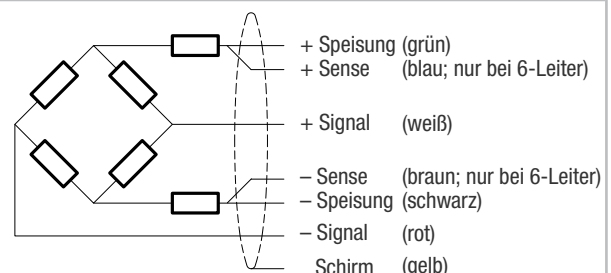 + Speisung (grün)
+ Sense (blau; nur bei 6-Leiter)
+ Signal (weiß)
– Sense (braun; nur bei 6-Leiter)
– Speisung (schwarz)
– Signal (rot)
Schirm (gelb)